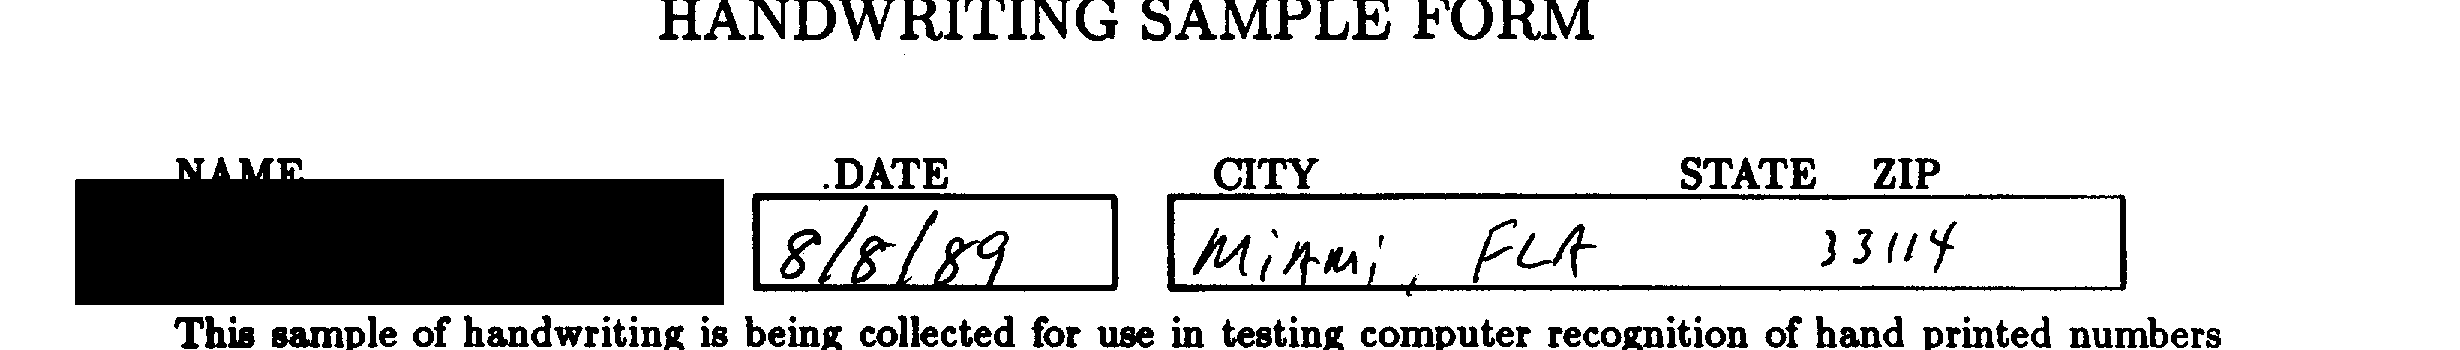 HANDWRITING SAMPLE FORM
NAME .DATE CITY STATE ZIP
8/8/89 Miami, FLA 33114
This sample of handwriting is being collected for use in testing computer recognition of hand printed numbers